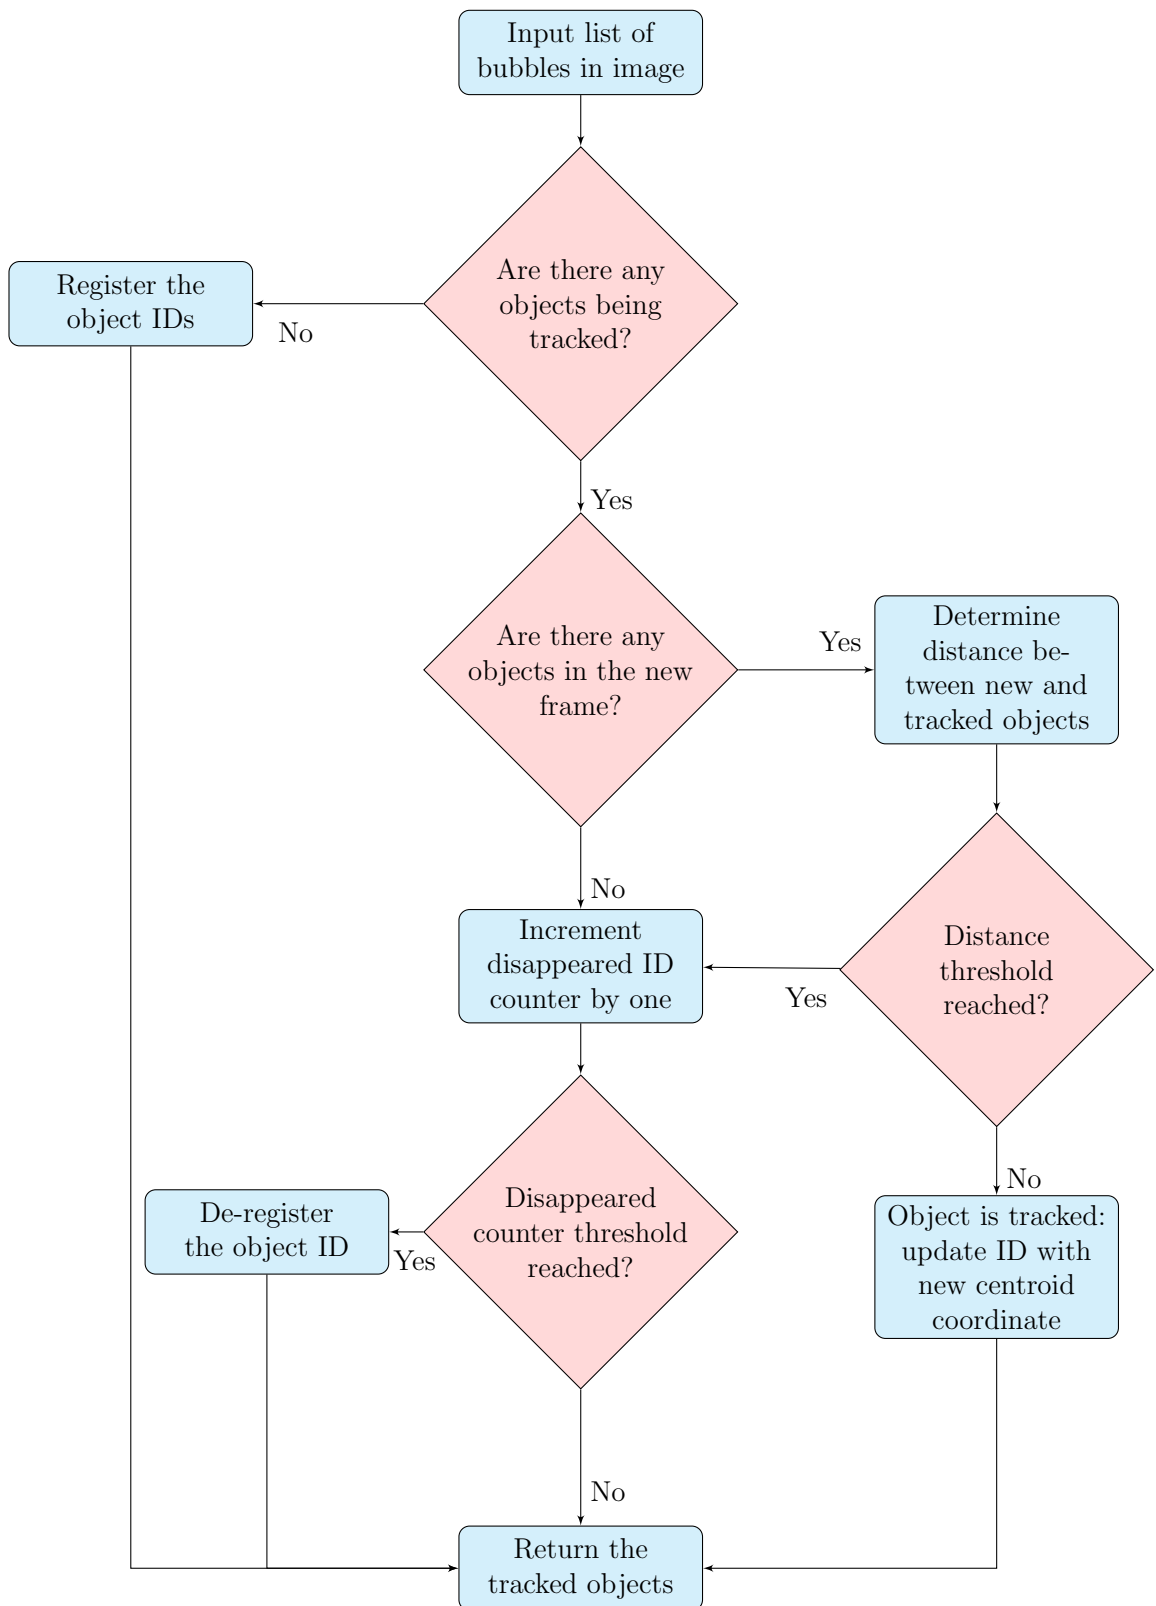 Input list of
bubbles in image
Are there any
objects being
tracked?
Register the
object IDs
No
Yes
Are there any
objects in the new
frame?
Yes
Determine
distance be-
tween new and
tracked objects
No
Increment
disappeared ID
counter by one
Yes
Distance
threshold
reached?
Disappeared
counter threshold
reached?
Yes
De-register
the object ID
No
Object is tracked:
update ID with
new centroid
coordinate
No
Return the
tracked objects